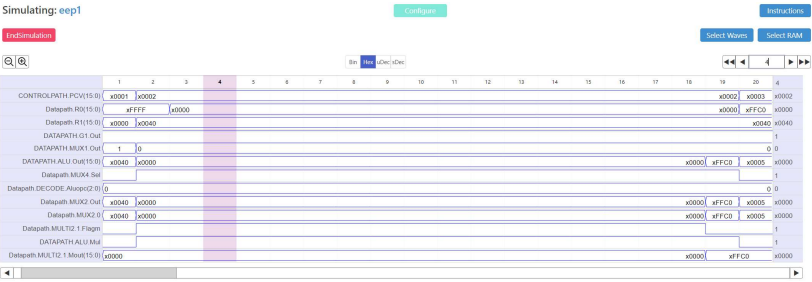 Simulating: eep1
Configure
Instructions
EndSimulation
Select Waves
Select RAM
Bin Hex uDec sDec
4
1 2 3 4 5 6 7 8 9 10 11 12 13 14 15 16 17 18 19 20 4
CONTROLPATH.PCV(15:0) x0001 x0002 x0002 x0003 x0002
Datapath.R0(15:0) xFFFF x0000 x0000 x0000 x0000
Datapath.R1(15:0) x0000 x0040 x0040 x0040
DATAPATH.G1.Out 1
DATAPATH.MUX1.Out 1 0 0 0
DATAPATH.ALU.Out(15:0) x0040 x0000 x0000 xFFC0 x0005 x0000
Datapath.MUX4.Sel 1
Datapath.DECODE.Aluopc(2:0) 0 0 0
Datapath.MUX2.Out x0040 x0000 x0000 xFFC0 x0005 x0000
Datapath.MUX2.0 x0040 x0000 x0000 xFFC0 x0005 x0000
Datapath.MULTI2.1.Flagm 1
DATAPATH.ALU.Mul 1
Datapath.MULTI2.1.Mout(15:0) x0000 x0000 xFFC0 x0000